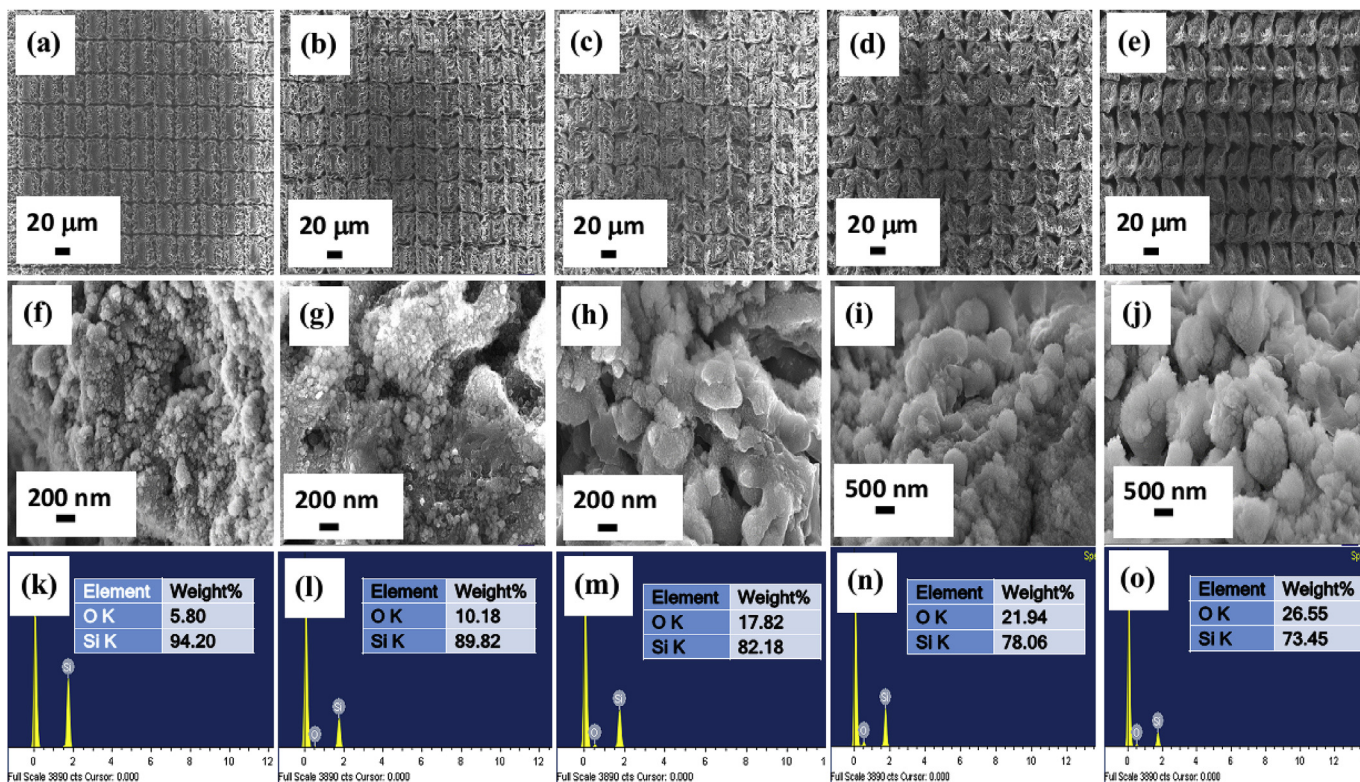 (a)
20 μm
(b)
20 μm
(c)
20 μm
(d)
20 μm
(e)
20 μm
(f)
200 nm
(g)
200 nm
(h)
200 nm
(i)
500 nm
(j)
500 nm
(k)
Element Weight%
O K 5.80
Si K 94.20
Si
0 2 4 6 8 10 12
Full Scale 3890 cts Cursor: 0.000
(l)
Element Weight%
O K 10.18
Si K 89.82
Si
O
0 2 4 6 8 10 12
Full Scale 3890 cts Cursor: 0.000
(m)
Element Weight%
O K 17.82
Si K 82.18
Si
O
0 2 4 6 8 10 1
Full Scale 3890 cts Cursor: 0.000
(n)
Spe
Element Weight%
O K 21.94
Si K 78.06
Si
O
0 2 4 6 8 10 12
Full Scale 3890 cts Cursor: 0.000
(o)
Sp
Element Weight%
O K 26.55
Si K 73.45
Si
O
0 2 4 6 8 10 12
Full Scale 3890 cts Cursor: 0.000